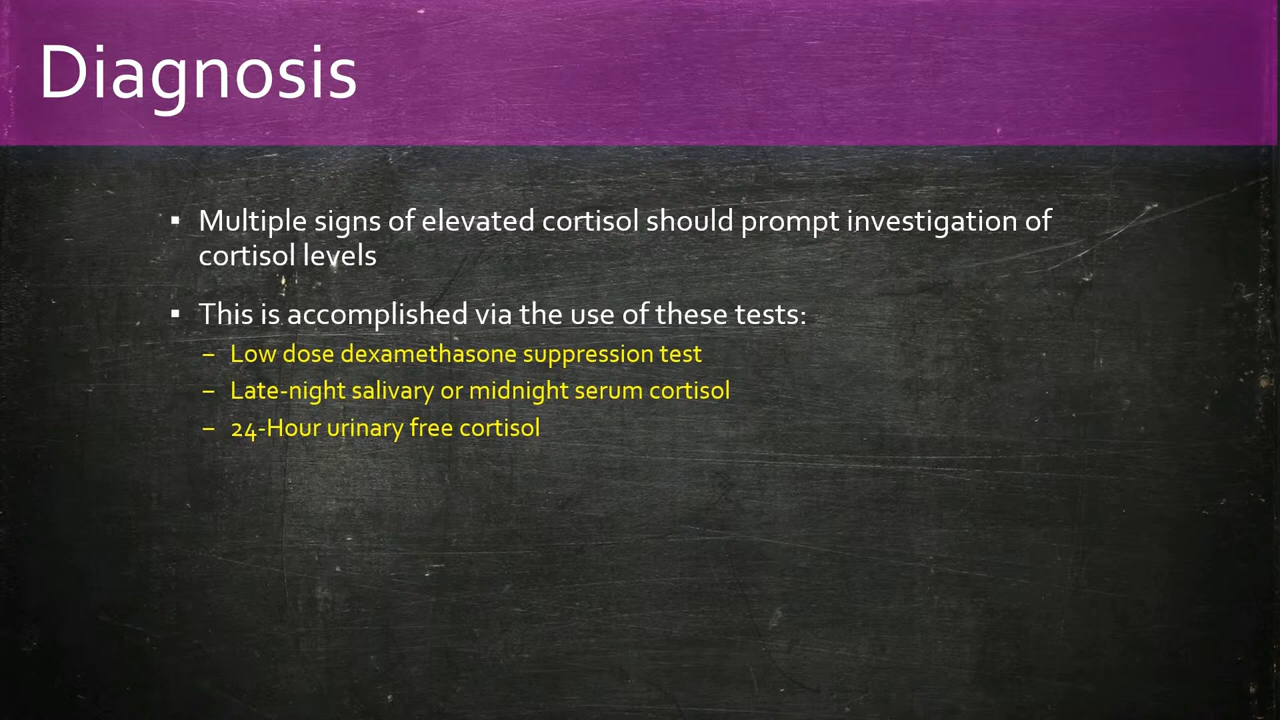 Diagnosis
▪ Multiple signs of elevated cortisol should prompt investigation of
cortisol levels
▪ This is accomplished via the use of these tests:
– Low dose dexamethasone suppression test
– Late-night salivary or midnight serum cortisol
– 24-Hour urinary free cortisol